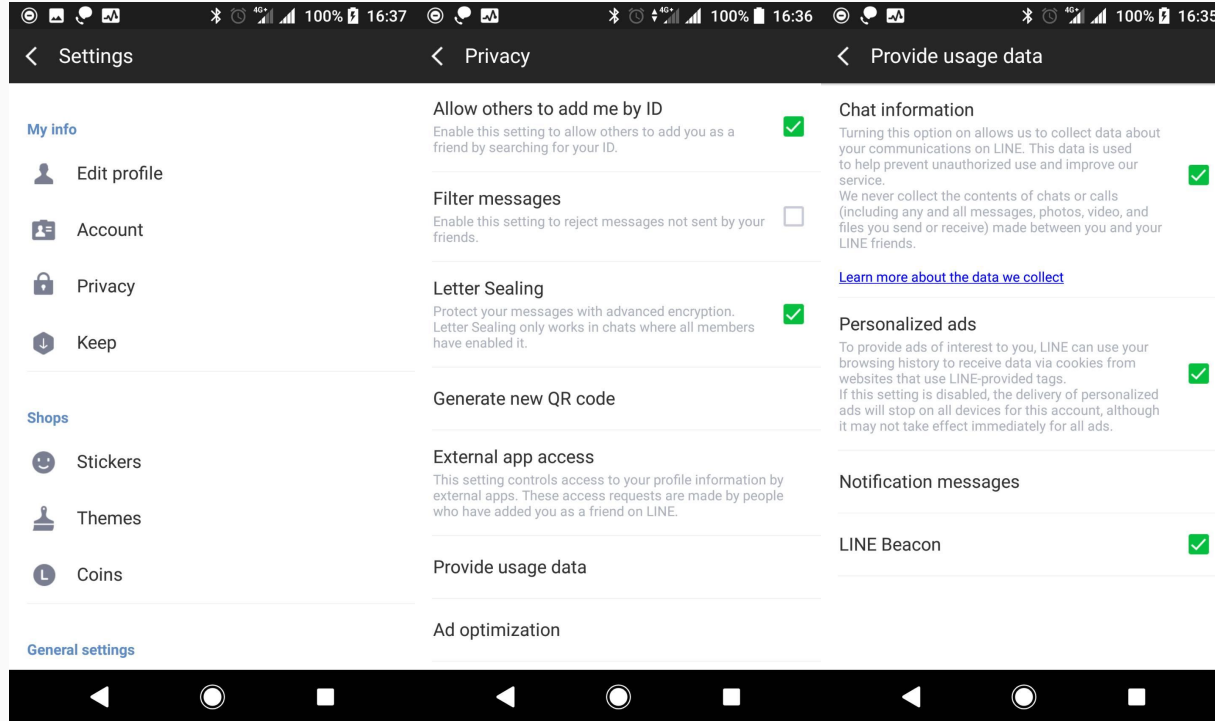 4G+ 100% 16:37
Settings
My info
Edit profile
Account
Privacy
Keep
Shops
Stickers
Themes
L Coins
General settings
4G+ 100% 16:36
Privacy
Allow others to add me by ID
Enable this setting to allow others to add you as a
friend by searching for your ID.
Filter messages
Enable this setting to reject messages not sent by your
friends.
Letter Sealing
Protect your messages with advanced encryption.
Letter Sealing only works in chats where all members
have enabled it.
Generate new QR code
External app access
This setting controls access to your profile information by
external apps. These access requests are made by people
who have added you as a friend on LINE.
Provide usage data
Ad optimization
4G+ 100% 16:35
Provide usage data
Chat information
Turning this option on allows us to collect data about
your communications on LINE. This data is used
to help prevent unauthorized use and improve our
service.
We never collect the contents of chats or calls
(including any and all messages, photos, video, and
files you send or receive) made between you and your
LINE friends.
Learn more about the data we collect
Personalized ads
To provide ads of interest to you, LINE can use your
browsing history to receive data via cookies from
websites that use LINE-provided tags.
If this setting is disabled, the delivery of personalized
ads will stop on all devices for this account, although
it may not take effect immediately for all ads.
Notification messages
LINE Beacon